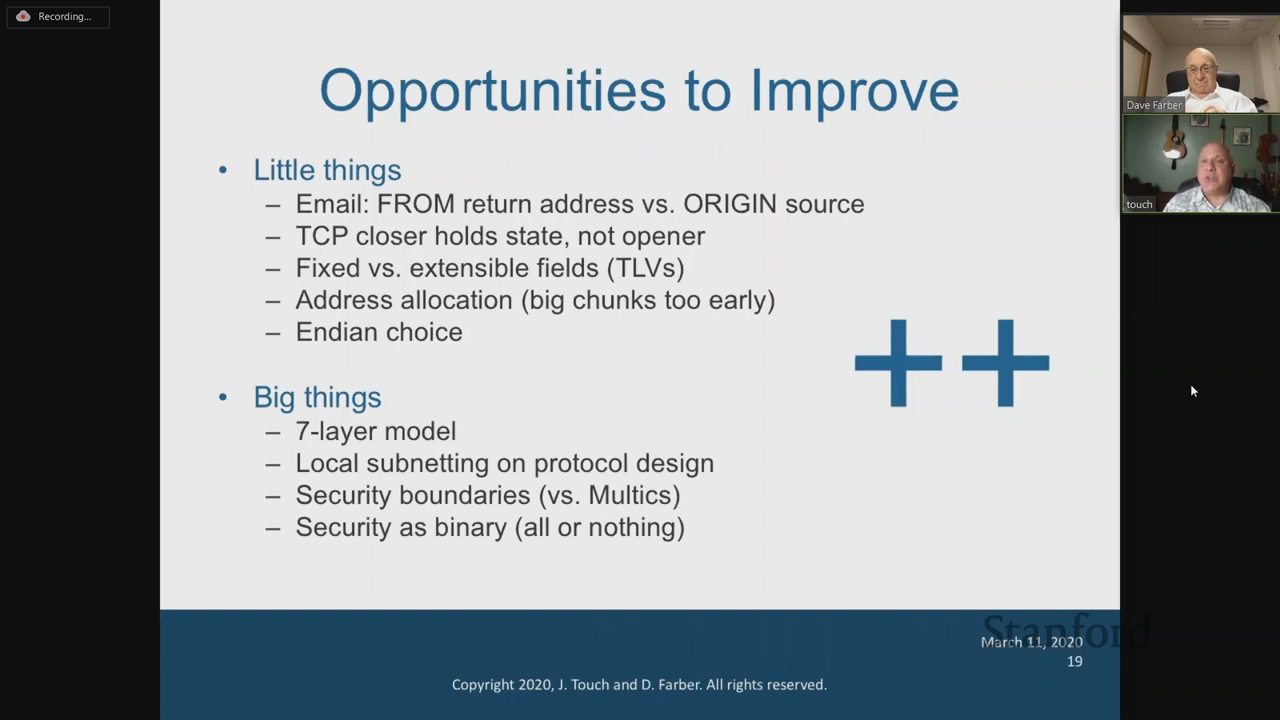 Recording...
Opportunities to Improve
• Little things
– Email: FROM return address vs. ORIGIN source
– TCP closer holds state, not opener
– Fixed vs. extensible fields (TLVs)
– Address allocation (big chunks too early)
– Endian choice
++
• Big things
– 7-layer model
– Local subnetting on protocol design
– Security boundaries (vs. Multics)
– Security as binary (all or nothing)
Stanford
March 11, 2020
19
Copyright 2020, J. Touch and D. Farber. All rights reserved.
Dave Farber
touch